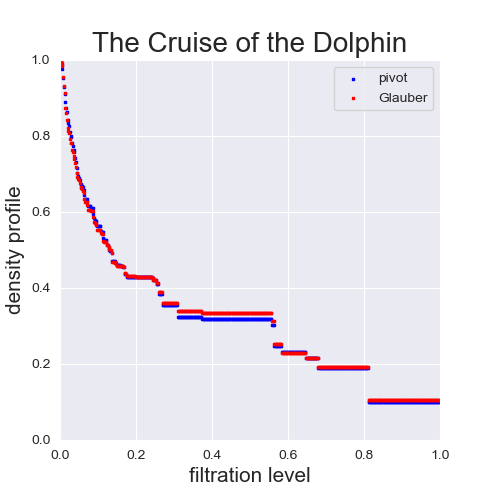 The Cruise of the Dolphin
pivot
Glauber
density profile
1.0
0.8
0.6
0.4
0.2
0.0
0.0 0.2 0.4 0.6 0.8 1.0
filtration level